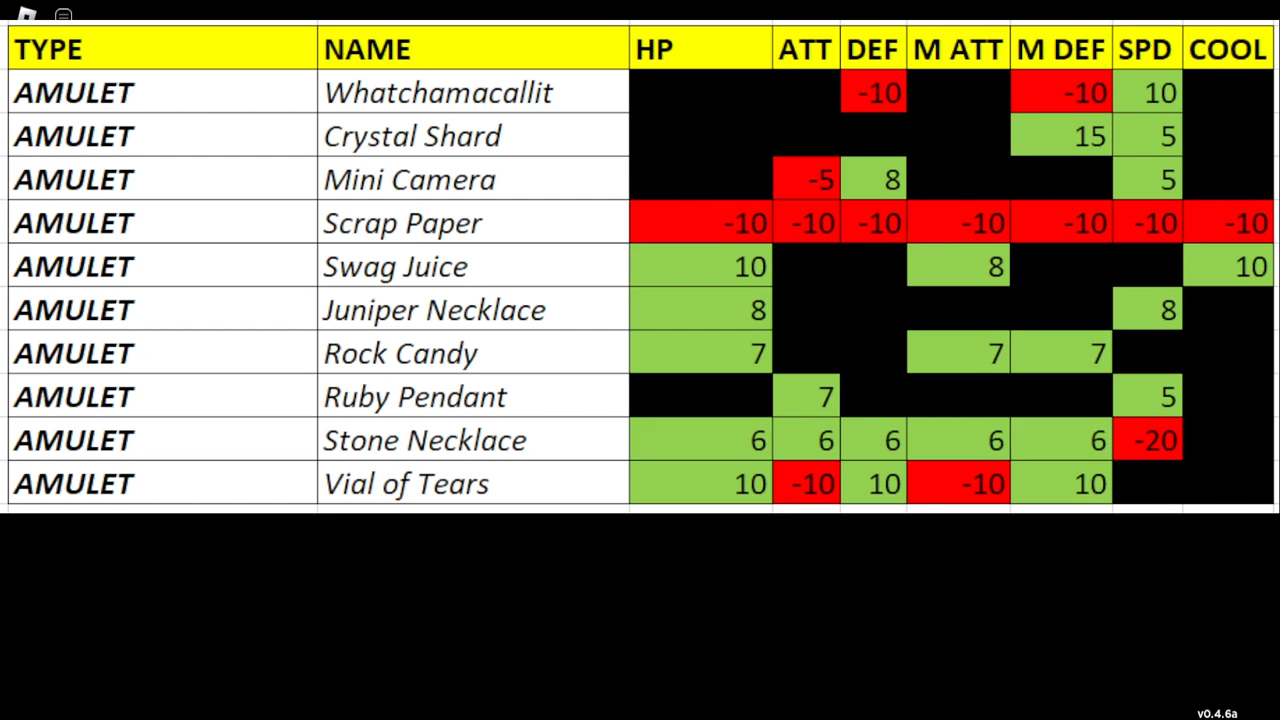 TYPE NAME HP ATT DEF M ATT M DEF SPD COOL
AMULET Whatchamacallit -10 -10 10
AMULET Crystal Shard 15 5
AMULET Mini Camera -5 8 5
AMULET Scrap Paper -10 -10 -10 -10 -10 -10 -10
AMULET Swag Juice 10 8 10
AMULET Juniper Necklace 8 8
AMULET Rock Candy 7 7 7
AMULET Ruby Pendant 7 5
AMULET Stone Necklace 6 6 6 6 6 -20
AMULET Vial of Tears 10 -10 10 -10 10
v0.4.6a